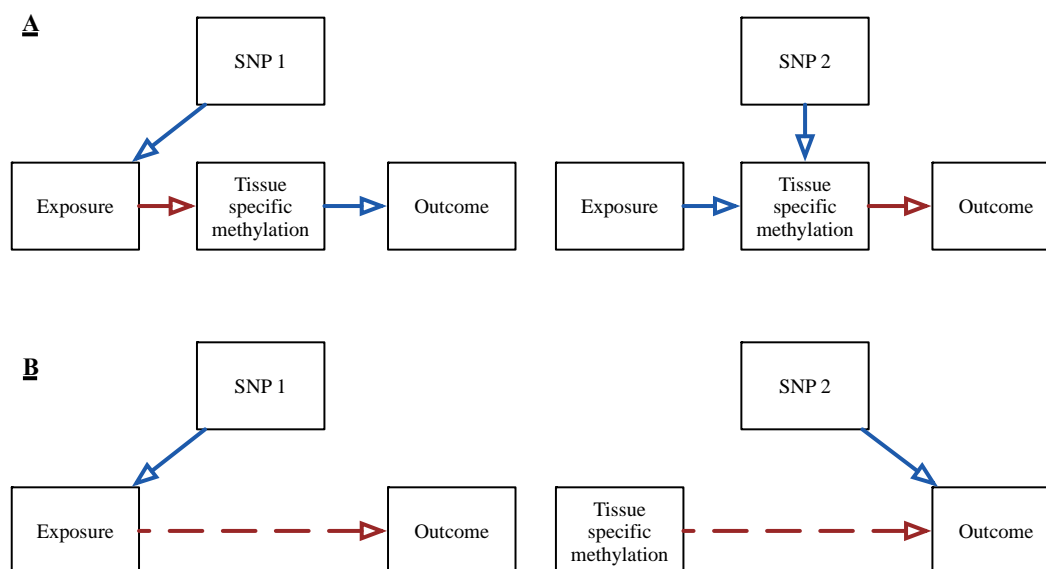 A
SNP 1
SNP 2
Exposure
Tissue
specific
methylation
Outcome
Exposure
Tissue
specific
methylation
Outcome
B
SNP 1
SNP 2
Exposure
Outcome
Tissue
specific
methylation
Outcome